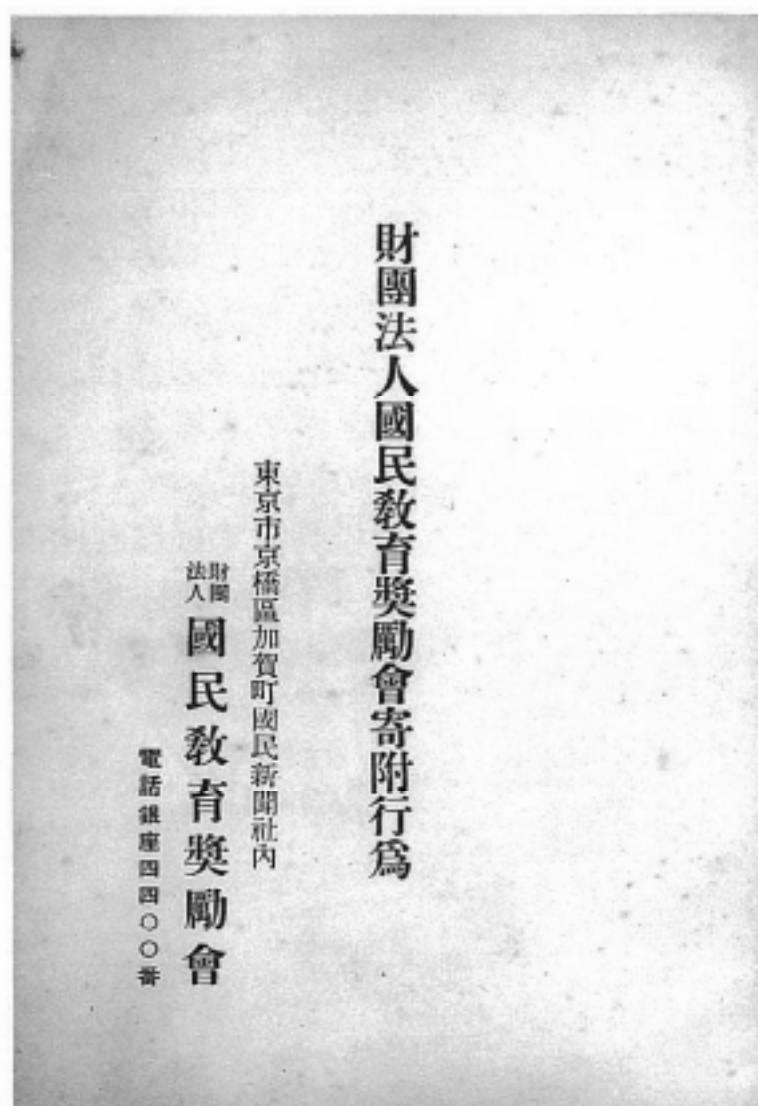 財團法人國民教育奬勵會寄附行爲
東京市京橋區加賀町國民新聞社內
財團法人 國民教育奬勵會
電話銀座四四〇〇番